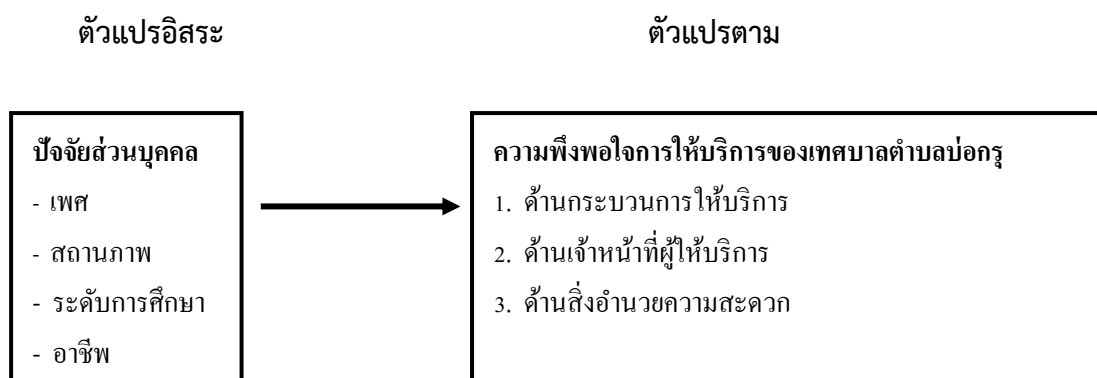 ตัวแปรอิสระ
ตัวแปรตาม
ปัจจัยส่วนบุคคล
- เพศ
- สถานภาพ
- ระดับการศึกษา
- อาชีพ
ความพึงพอใจการให้บริการของเทศบาลตำบลบ่อกรุ
1. ด้านกระบวนการให้บริการ
2. ด้านเจ้าหน้าที่ผู้ให้บริการ
3. ด้านสิ่งอำนวยความสะดวก